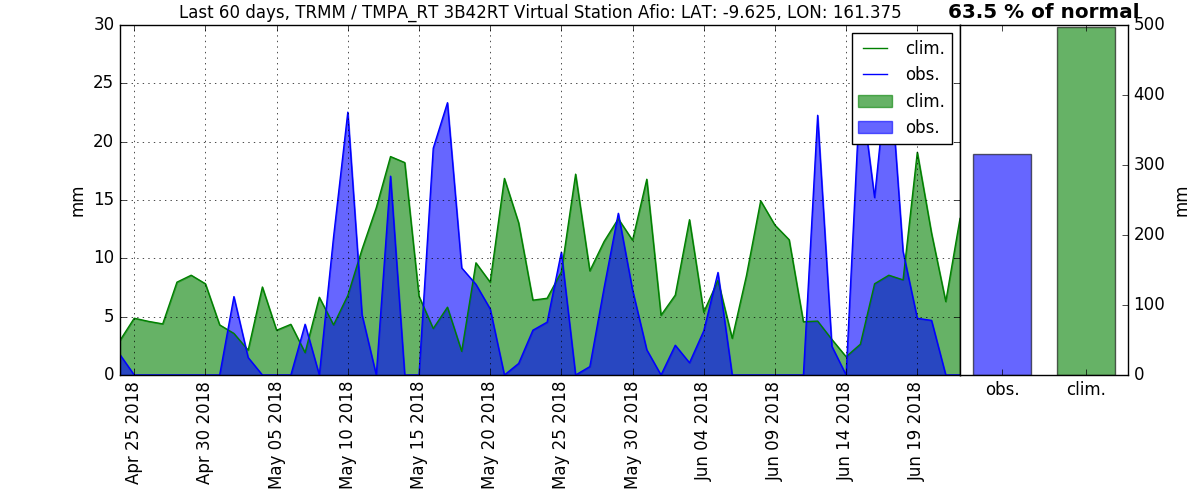 Last 60 days, TRMM / TMPA_RT 3B42RT Virtual Station Afio: LAT: -9.625, LON: 161.375
63.5 % of normal
30
25
20
15
10
5
0
mm
clim.
obs.
clim.
obs.
500
400
300
200
100
0
mm
obs.
clim.
Apr 25 2018
Apr 30 2018
May 05 2018
May 10 2018
May 15 2018
May 20 2018
May 25 2018
May 30 2018
Jun 04 2018
Jun 09 2018
Jun 14 2018
Jun 19 2018